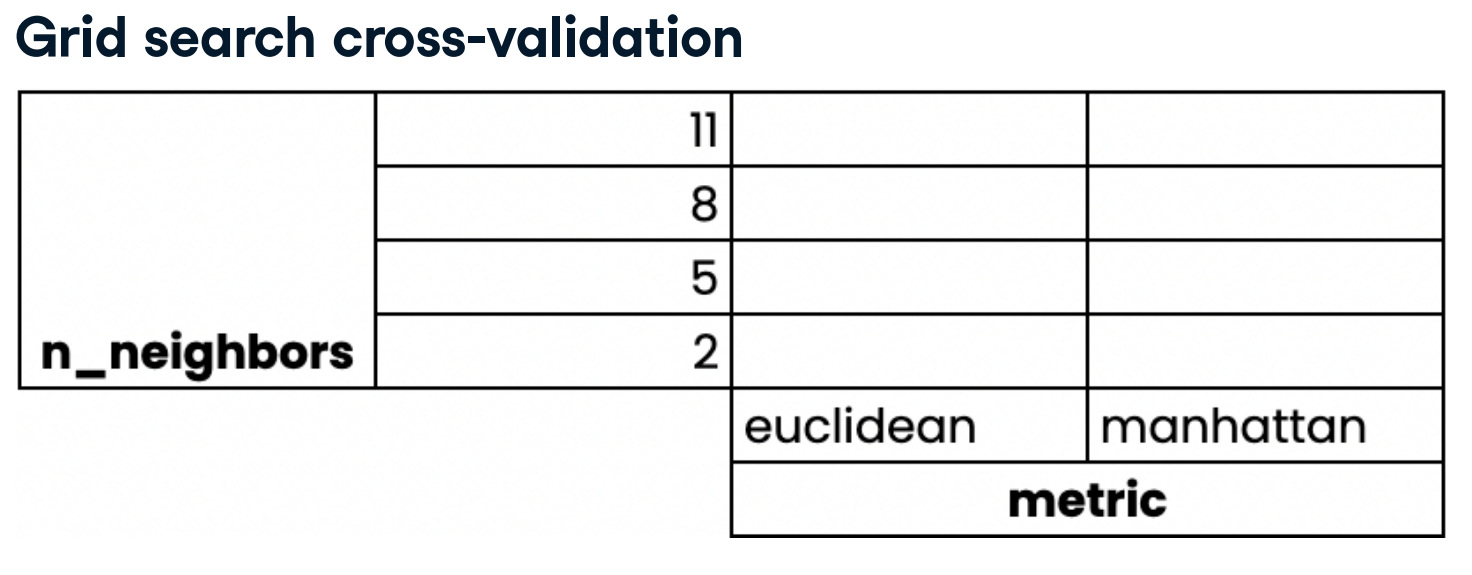 Grid search cross-validation
11
8
5
n_neighbors 2
euclidean manhattan
metric